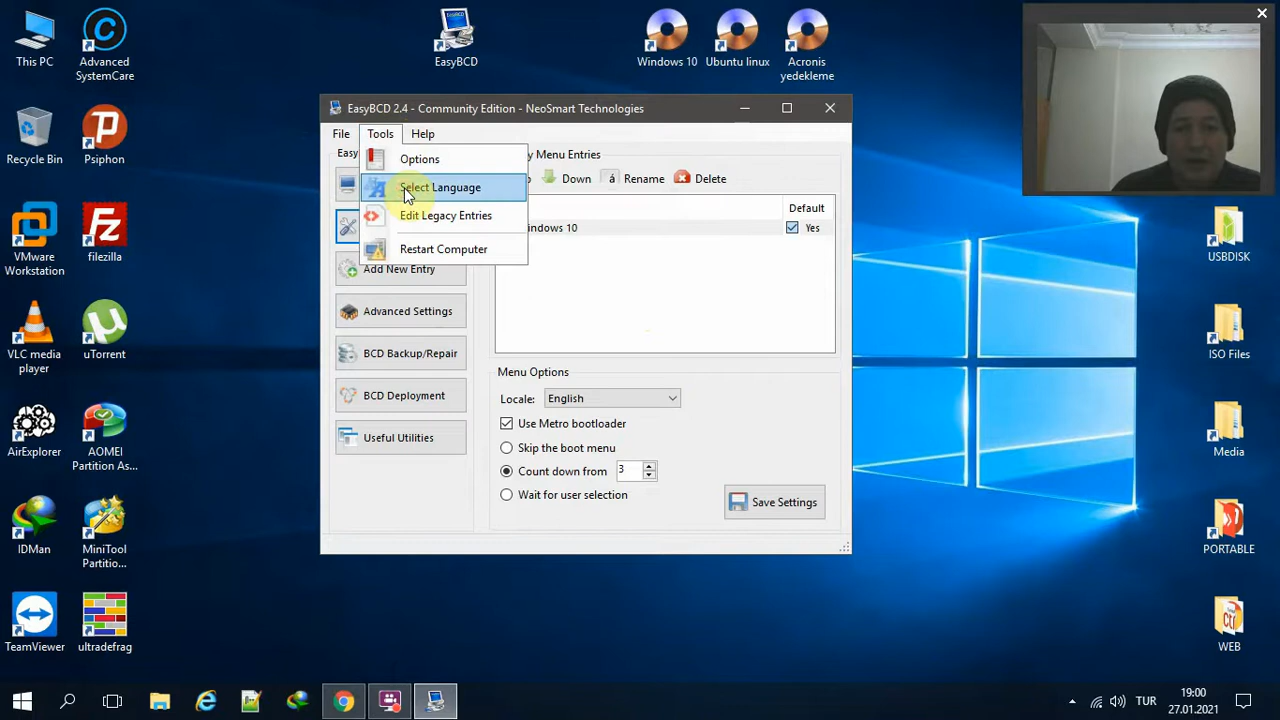 This PC
Advanced
SystemCare
EasyBCD
Windows 10
Ubuntu linux
Acronis
yedekleme
Recycle Bin
Psiphon
VMware
Workstation
filezilla
VLC media
player
uTorrent
AirExplorer
AOMEI
Partition As...
IDMan
MiniTool
Partitio...
TeamViewer
ultradefrag
EasyBCD 2.4 - Community Edition - NeoSmart Technologies
File
Tools
Help
Easy
Options
Select Language
Edit Legacy Entries
Restart Computer
Add New Entry
Advanced Settings
BCD Backup/Repair
BCD Deployment
Useful Utilities
Menu Entries
Down
á
Rename
Delete
Default
indows 10
Yes
Menu Options
Locale:
English
Use Metro bootloader
Skip the boot menu
Count down from
3
Wait for user selection
Save Settings
USBDISK
ISO Files
Media
PORTABLE
WEB
TUR
19:00
27.01.2021